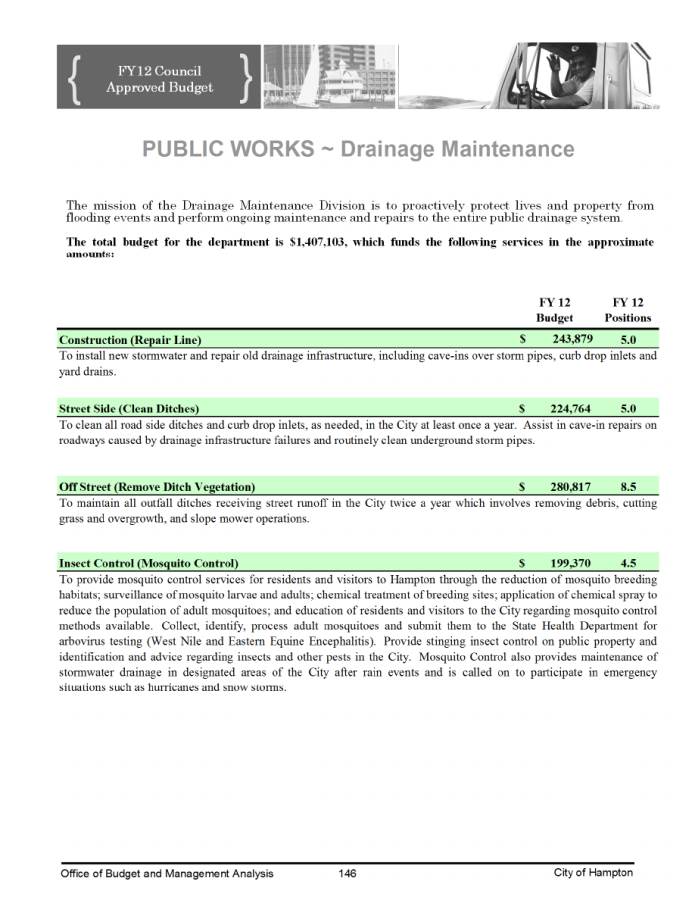 FY12 Council
Approved Budget
PUBLIC WORKS ~ Drainage Maintenance
The mission of the Drainage Maintenance Division is to proactively protect lives and property from
flooding events and perform ongoing maintenance and repairs to the entire public drainage system.
The total budget for the department is $1,407,103, which funds the following services in the approximate
amounts:
FY 12 FY 12
Budget Positions
Construction (Repair Line) $ 243,879 5.0
To install new stormwater and repair old drainage infrastructure, including cave-ins over storm pipes, curb drop inlets and
yard drains.
Street Side (Clean Ditches) $ 224,764 5.0
To clean all road side ditches and curb drop inlets, as needed, in the City at least once a year. Assist in cave-in repairs on
roadways caused by drainage infrastructure failures and routinely clean underground storm pipes.
Off Street (Remove Ditch Vegetation) $ 280,817 8.5
To maintain all outfall ditches receiving street runoff in the City twice a year which involves removing debris, cutting
grass and overgrowth, and slope mower operations.
Insect Control (Mosquito Control) $ 199,370 4.5
To provide mosquito control services for residents and visitors to Hampton through the reduction of mosquito breeding
habitats; surveillance of mosquito larvae and adults; chemical treatment of breeding sites; application of chemical spray to
reduce the population of adult mosquitoes; and education of residents and visitors to the City regarding mosquito control
methods available. Collect, identify, process adult mosquitoes and submit them to the State Health Department for
arbovirus testing (West Nile and Eastern Equine Encephalitis). Provide stinging insect control on public property and
identification and advice regarding insects and other pests in the City. Mosquito Control also provides maintenance of
stormwater drainage in designated areas of the City after rain events and is called on to participate in emergency
situations such as hurricanes and snow storms.
Office of Budget and Management Analysis 146 City of Hampton